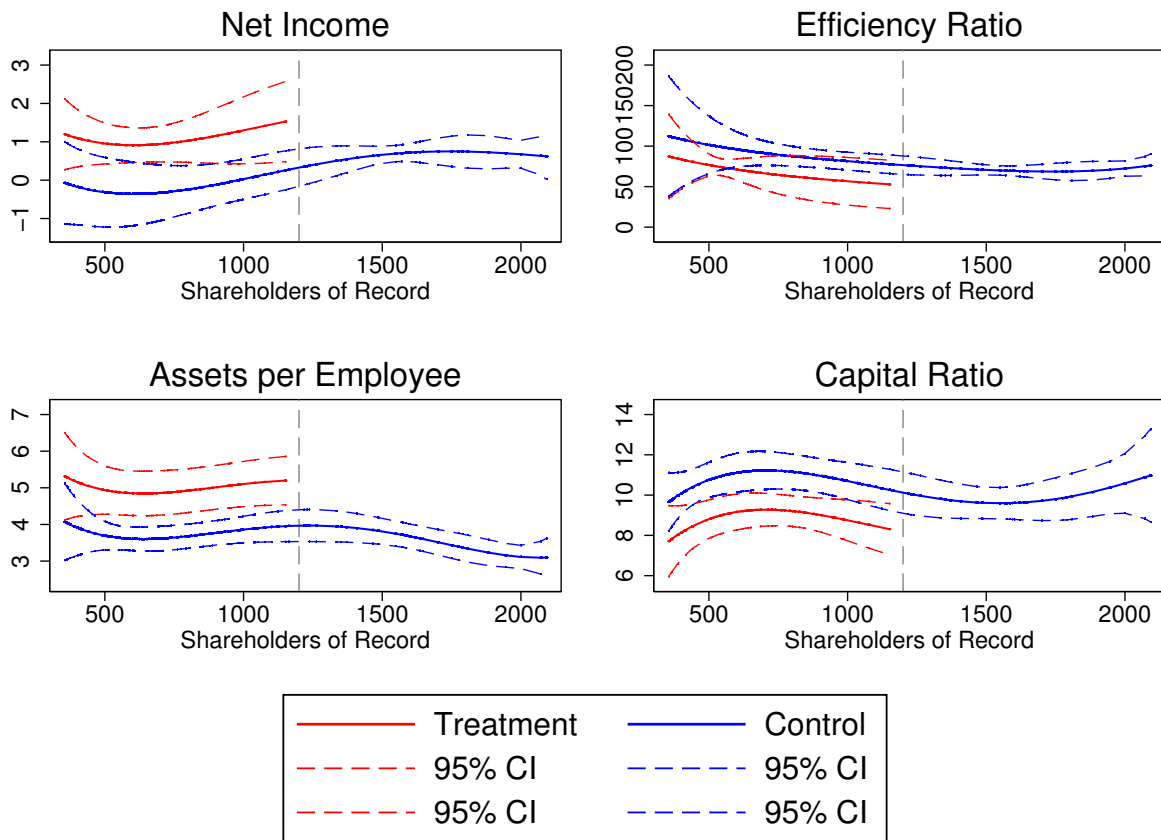 Net Income
3
2
1
0
−1
500 1000 1500 2000
Shareholders of Record
Efficiency Ratio
200
150
100
50
0
500 1000 1500 2000
Shareholders of Record
Assets per Employee
7
6
5
4
3
500 1000 1500 2000
Shareholders of Record
Capital Ratio
14
12
10
8
6
500 1000 1500 2000
Shareholders of Record
Treatment Control
95% CI 95% CI
95% CI 95% CI